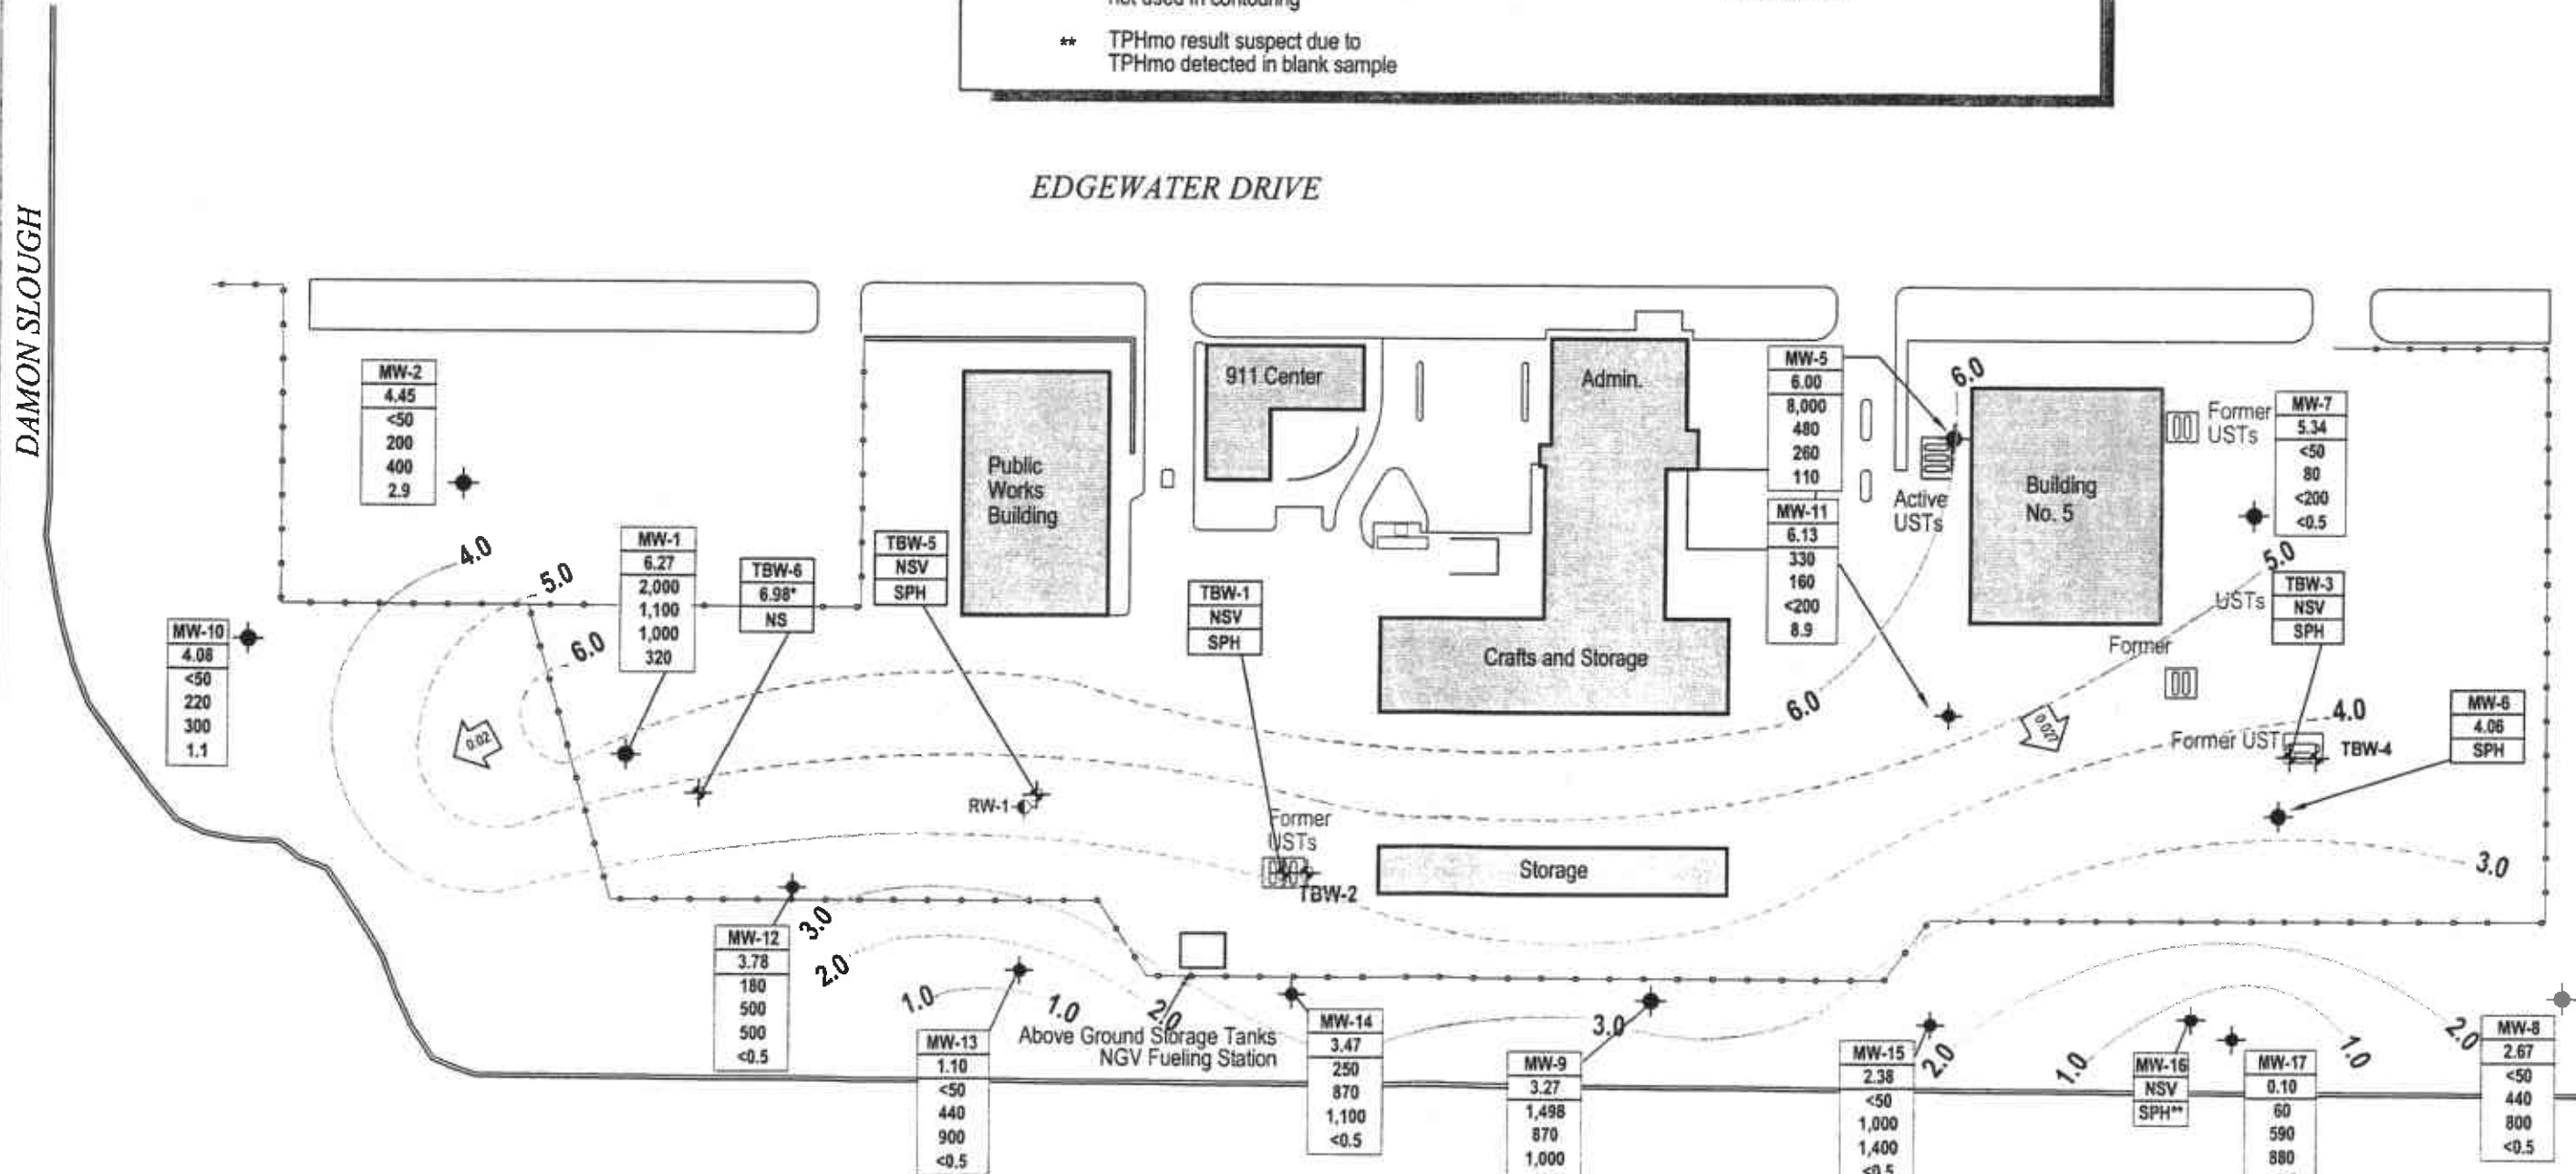 ** TPHmo result suspect due to
TPHmo detected in blank sample
EDGEWATER DRIVE
DAMON SLOUGH
MW-2
4.45
<50
200
400
2.9
MW-10
4.08
<50
220
300
1.1
4.0
5.0
6.0
0.02
MW-1
6.27
2,000
1,100
1,000
320
TBW-6
6.98*
NS
TBW-5
NSV
SPH
Public
Works
Building
RW-1
911 Center
TBW-1
NSV
SPH
Former
USTs
TBW-2
Admin.
Crafts and Storage
Storage
MW-5
6.00
8,000
480
260
110
MW-11
6.13
330
160
<200
8.9
6.0
Active
USTs
Building
No. 5
Former
USTs
MW-7
5.34
<50
80
<200
<0.5
5.0
USTs
Former
TBW-3
NSV
SPH
6.0
4.0
Former UST
TBW-4
MW-6
4.06
SPH
3.0
MW-12
3.78
180
500
500
<0.5
3.0
2.0
1.0
1.0
2.0
MW-13
1.10
<50
440
900
<0.5
Above Ground Storage Tanks
NGV Fueling Station
MW-14
3.47
250
870
1,100
<0.5
3.0
MW-9
3.27
1,498
870
1,000
MW-15
2.38
<50
1,000
1,400
<0.5
2.0
1.0
MW-16
NSV
SPH**
MW-17
0.10
60
590
880
1.0
2.0
MW-8
2.67
<50
440
800
<0.5